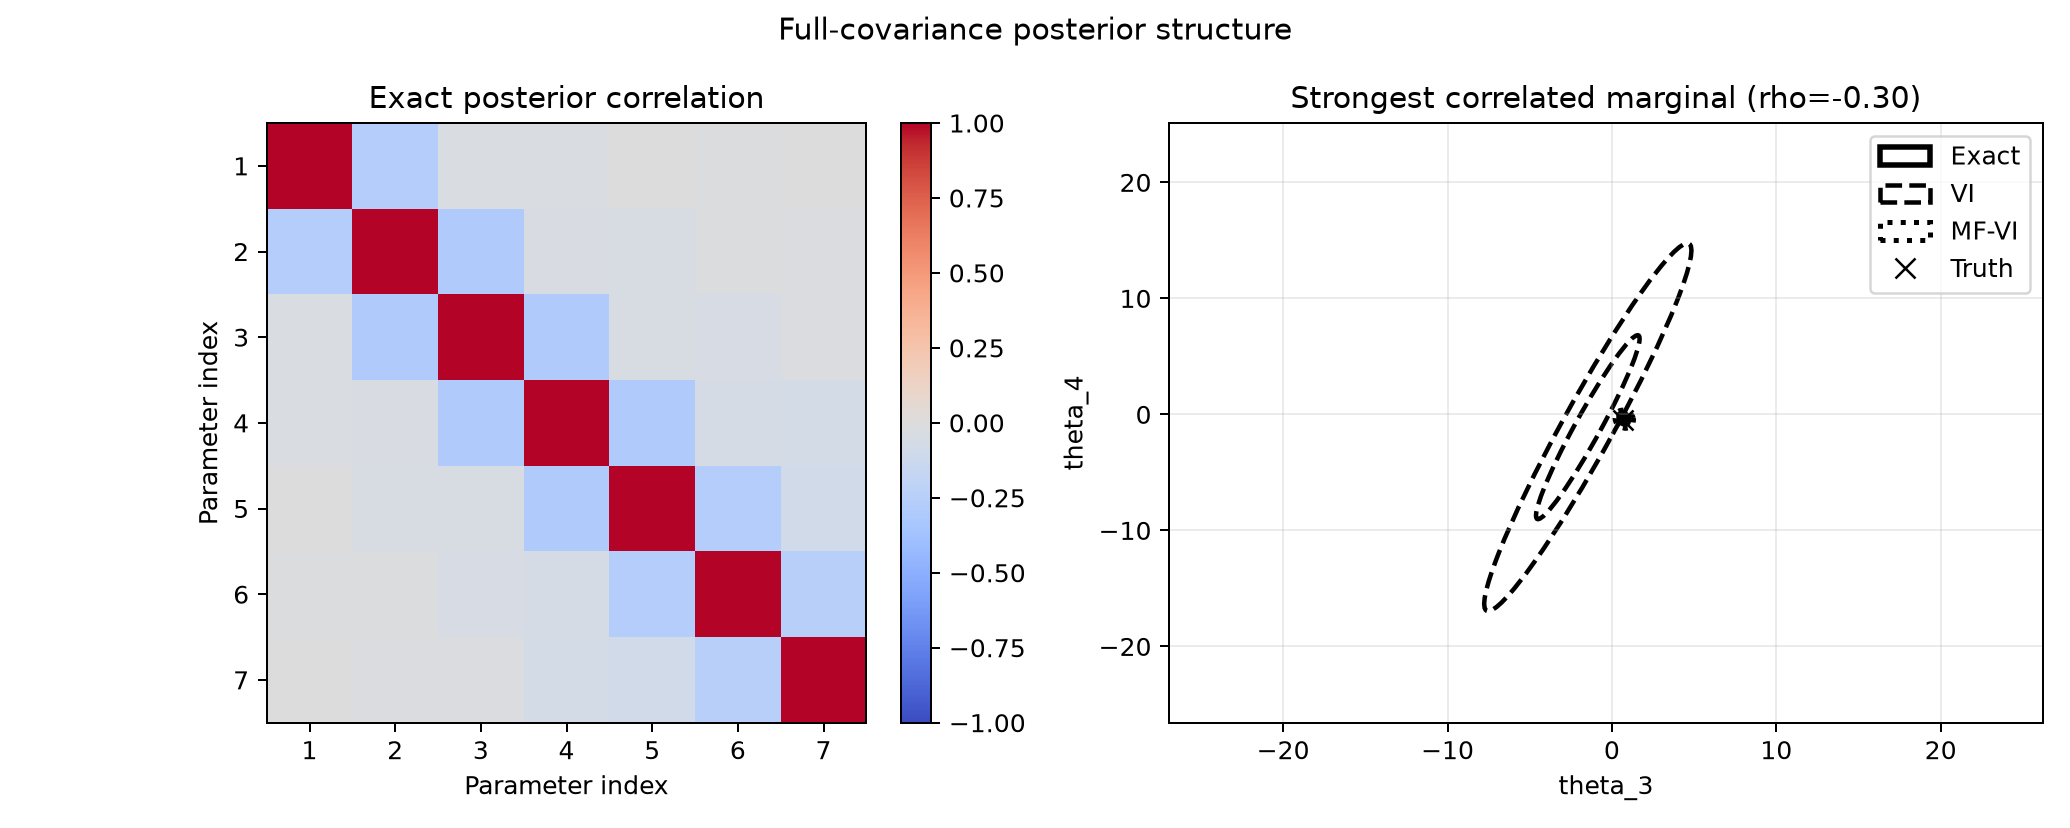 Full-covariance posterior structure
Exact posterior correlation
Parameter index
1
2
3
4
5
6
7
1 2 3 4 5 6 7
Parameter index
1.00
0.75
0.50
0.25
0.00
−0.25
−0.50
−0.75
−1.00
Strongest correlated marginal (rho=-0.30)
theta_4
20
10
0
−10
−20
−20 −10 0 10 20
theta_3
Exact
VI
MF-VI
Truth